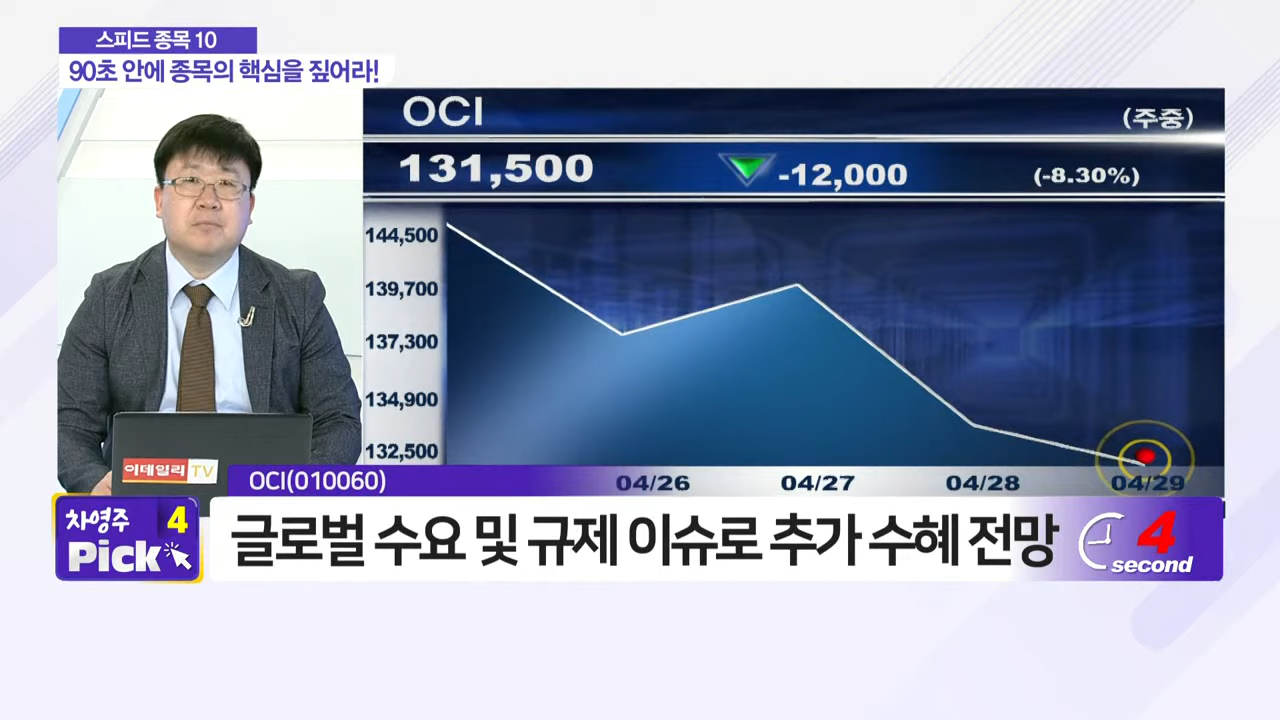 스피드 종목 10
90초 안에 종목의 핵심을 짚어라!
OCI
(주중)
131,500 -12,000 (-8.30%)
144,500
139,700
137,300
134,900
132,500
04/26 04/27 04/28 04/29
이데일리 TV
OCI(010060)
차영주 4
Pick
글로벌 수요 및 규제 이슈로 추가 수혜 전망
4
second